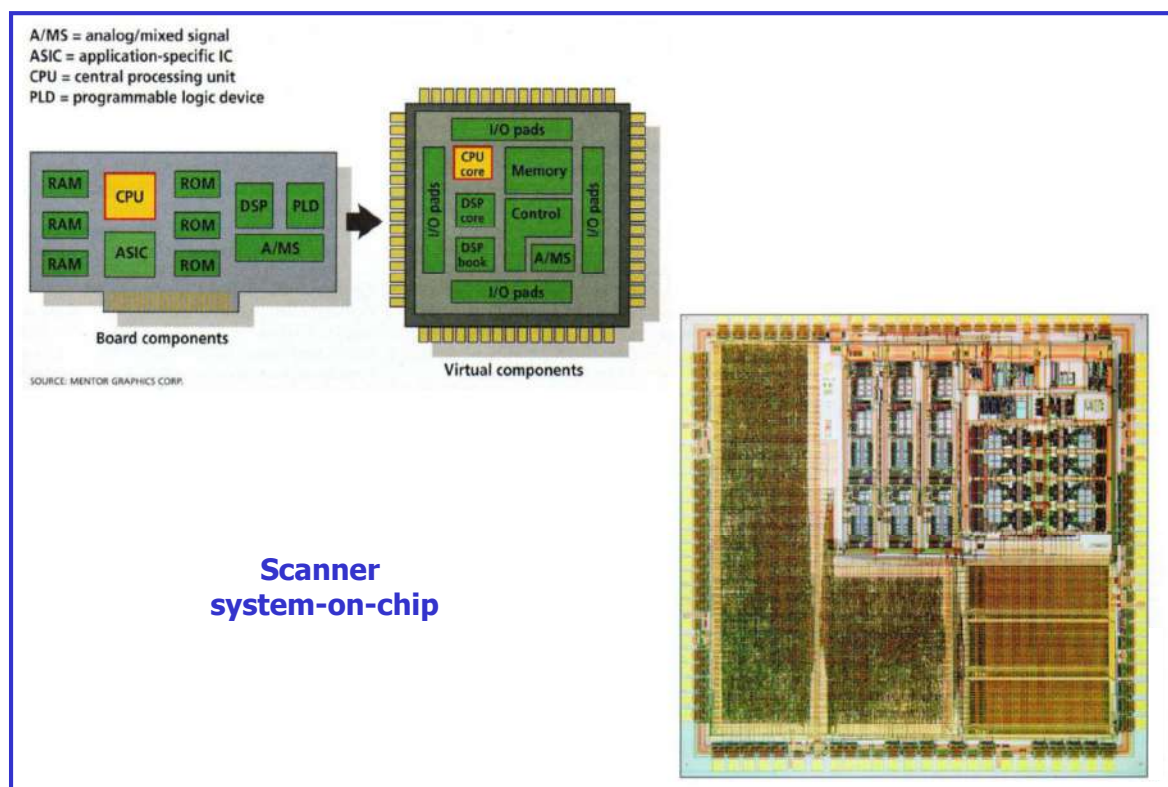 A/MS = analog/mixed signal
ASIC = application-specific IC
CPU = central processing unit
PLD = programmable logic device
RAM
CPU
ROM
DSP
PLD
RAM
ROM
ASIC
A/MS
RAM
ROM
Board components
SOURCE: MENTOR GRAPHICS CORP.
I/O pads
I/O pads
CPU
core
Memory
I/O pads
DSP
core
Control
DSP
book
A/MS
I/O pads
Virtual components
Scanner
system-on-chip